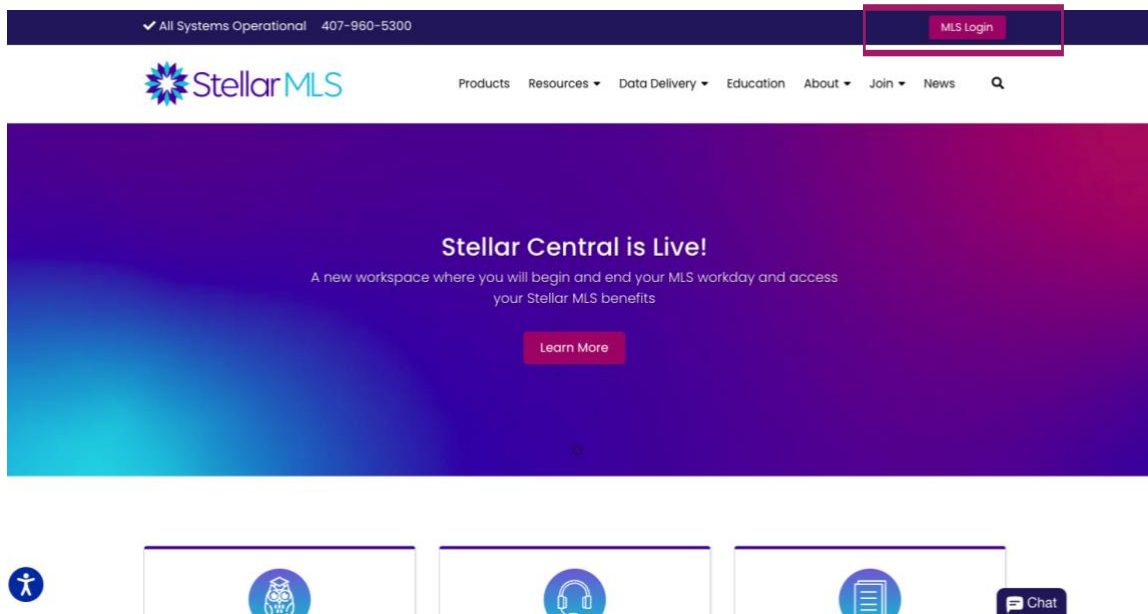 All Systems Operational 407-960-5300 MLS Login
StellarMLS Products Resources Data Delivery Education About Join News
Stellar Central is Live!
A new workspace where you will begin and end your MLS workday and access
your Stellar MLS benefits
Learn More
Chat